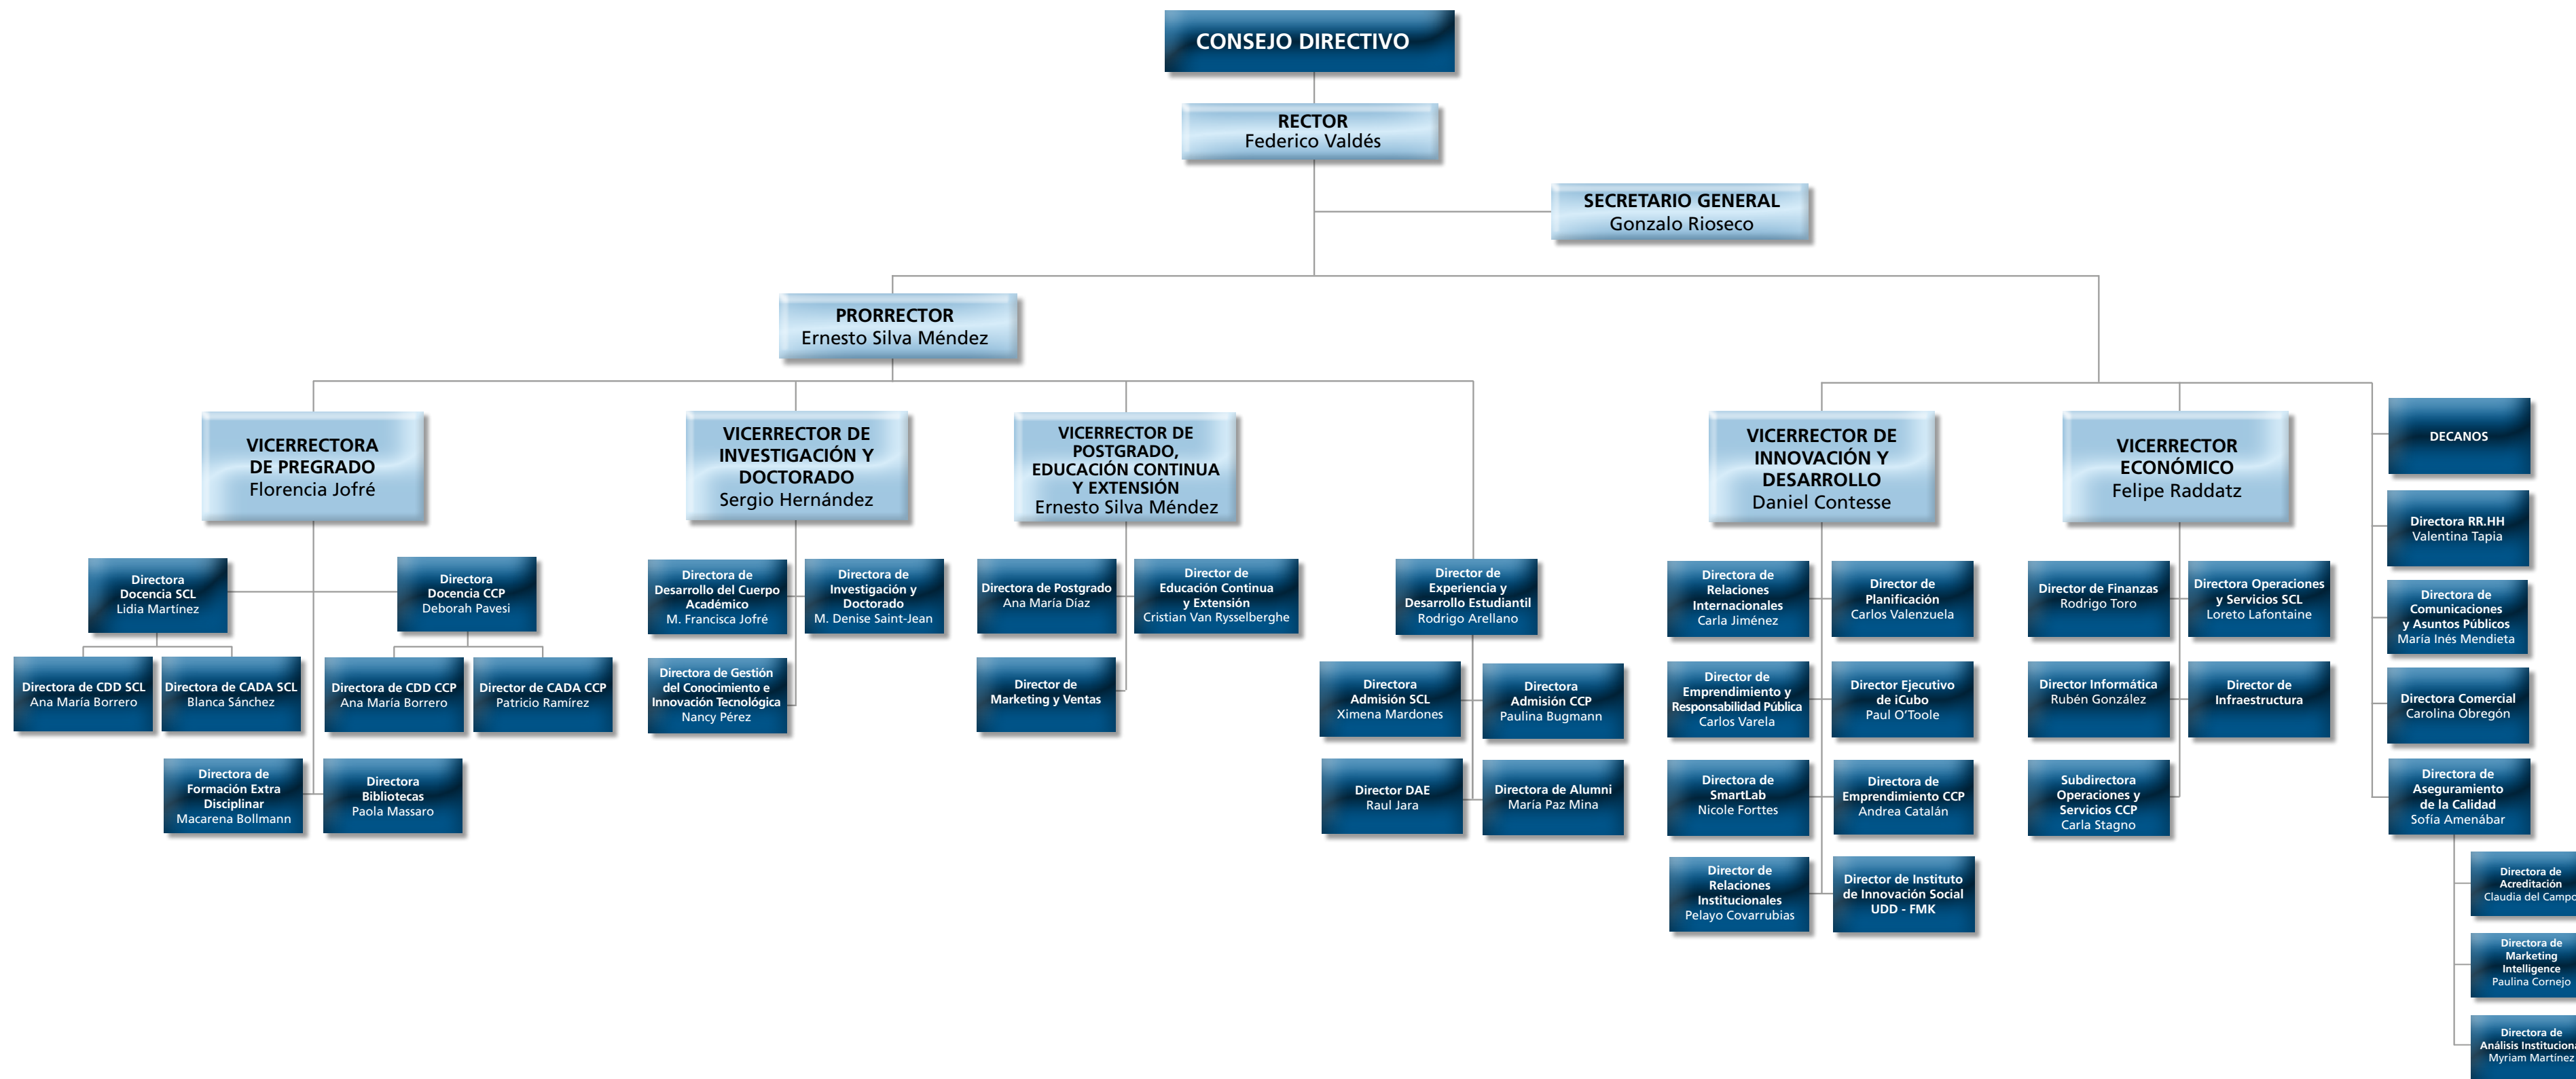 CONSEJO DIRECTIVO
RECTOR
Federico Valdés
SECRETARIO GENERAL
Gonzalo Rioseco
PRORRECTOR
Ernesto Silva Méndez
VICERRECTORA
DE PREGRADO
Florencia Jofré
VICERRECTOR DE
INVESTIGACIÓN Y
DOCTORADO
Sergio Hernández
VICERRECTOR DE
POSTGRADO,
EDUCACIÓN CONTINUA
Y EXTENSIÓN
Ernesto Silva Méndez
VICERRECTOR DE
INNOVACIÓN Y
DESARROLLO
Daniel Contesse
VICERRECTOR
ECONÓMICO
Felipe Raddatz
DECANOS
Directora RR.HH
Valentina Tapia
Directora de
Comunicaciones
y Asuntos Públicos
María Inés Mendieta
Directora Comercial
Carolina Obregón
Directora de
Aseguramiento
de la Calidad
Sofía Amenábar
Directora de
Acreditación
Claudia del Campo
Directora de
Marketing
Intelligence
Paulina Cornejo
Directora de
Análisis Instituciona
Myriam Martínez
Directora
Docencia SCL
Lidia Martínez
Directora
Docencia CCP
Deborah Pavesi
Directora de CDD SCL
Ana María Borrero
Directora de CADA SCL
Blanca Sánchez
Directora de CDD CCP
Ana María Borrero
Director de CADA CCP
Patricio Ramírez
Directora de
Formación Extra
Disciplinar
Macarena Bollmann
Directora
Bibliotecas
Paola Massaro
Directora de
Desarrollo del Cuerpo
Académico
M. Francisca Jofré
Directora de
Investigación y
Doctorado
M. Denise Saint-Jean
Directora de Gestión
del Conocimiento e
Innovación Tecnológica
Nancy Pérez
Directora de Postgrado
Ana María Díaz
Director de
Educación Continua
y Extensión
Cristian Van Rysselberghe
Director de
Marketing y Ventas
Director de
Experiencia y
Desarrollo Estudiantil
Rodrigo Arellano
Directora
Admisión SCL
Ximena Mardones
Directora
Admisión CCP
Paulina Bugmann
Director DAE
Raul Jara
Directora de Alumni
María Paz Mina
Directora de
Relaciones
Internacionales
Carla Jiménez
Director de
Planificación
Carlos Valenzuela
Director de
Emprendimiento y
Responsabilidad Pública
Carlos Varela
Director Ejecutivo
de iCubo
Paul O'Toole
Directora de
SmartLab
Nicole Forttes
Directora de
Emprendimiento CCP
Andrea Catalán
Director de
Relaciones
Institucionales
Pelayo Covarrubias
Director de Instituto
de Innovación Social
UDD - FMK
Director de Finanzas
Rodrigo Toro
Directora Operaciones
y Servicios SCL
Loreto Lafontaine
Director Informática
Rubén González
Director de
Infraestructura
Subdirectora
Operaciones y
Servicios CCP
Carla Stagno